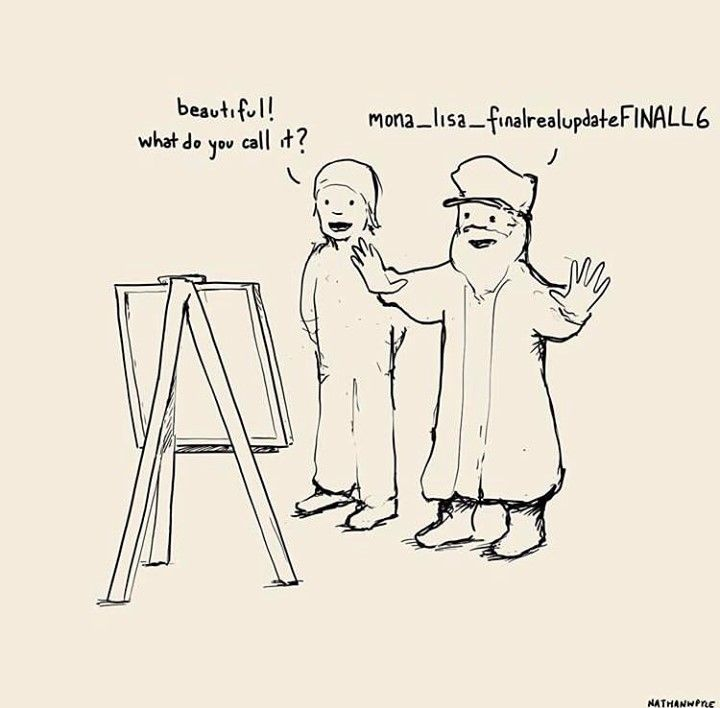 beautiful!
what do you call it?
mona_lisa_finalrealupdateFINALL6
NATHANWPYLE